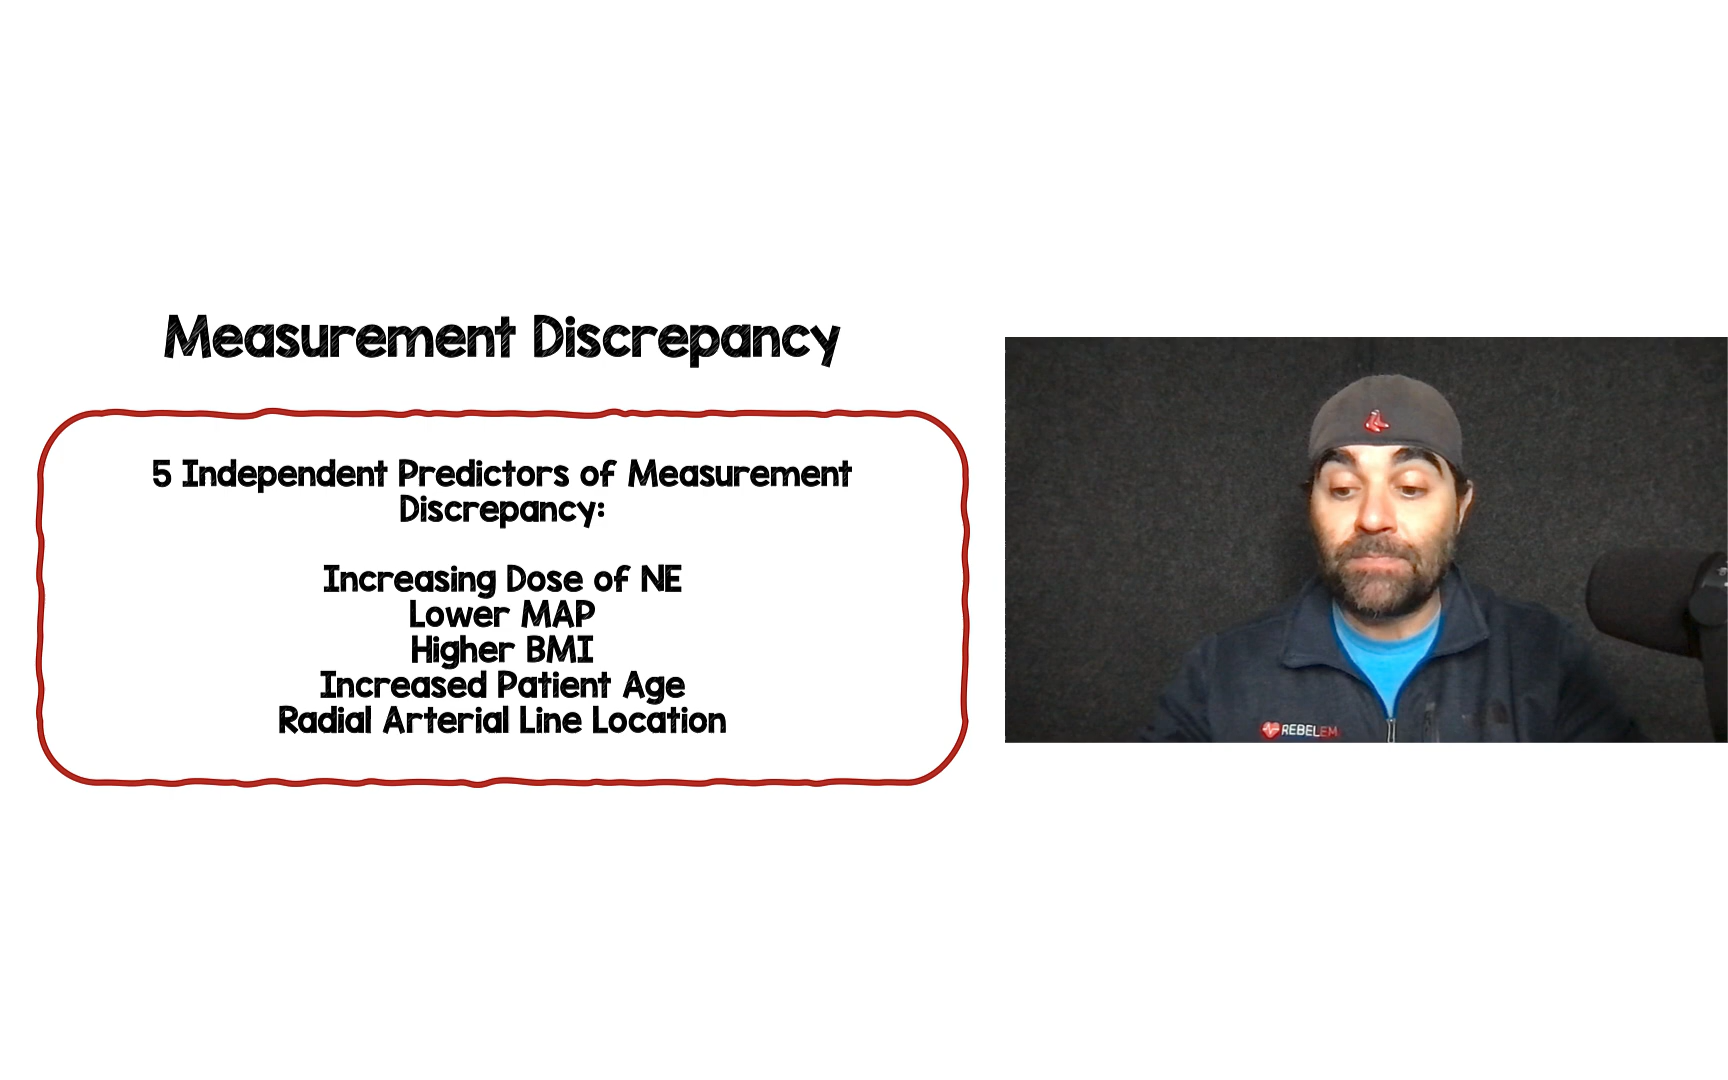 Measurement Discrepancy
5 Independent Predictors of Measurement
Discrepancy:
Increasing Dose of NE
Lower MAP
Higher BMI
Increased Patient Age
Radial Arterial Line Location
REBELEM